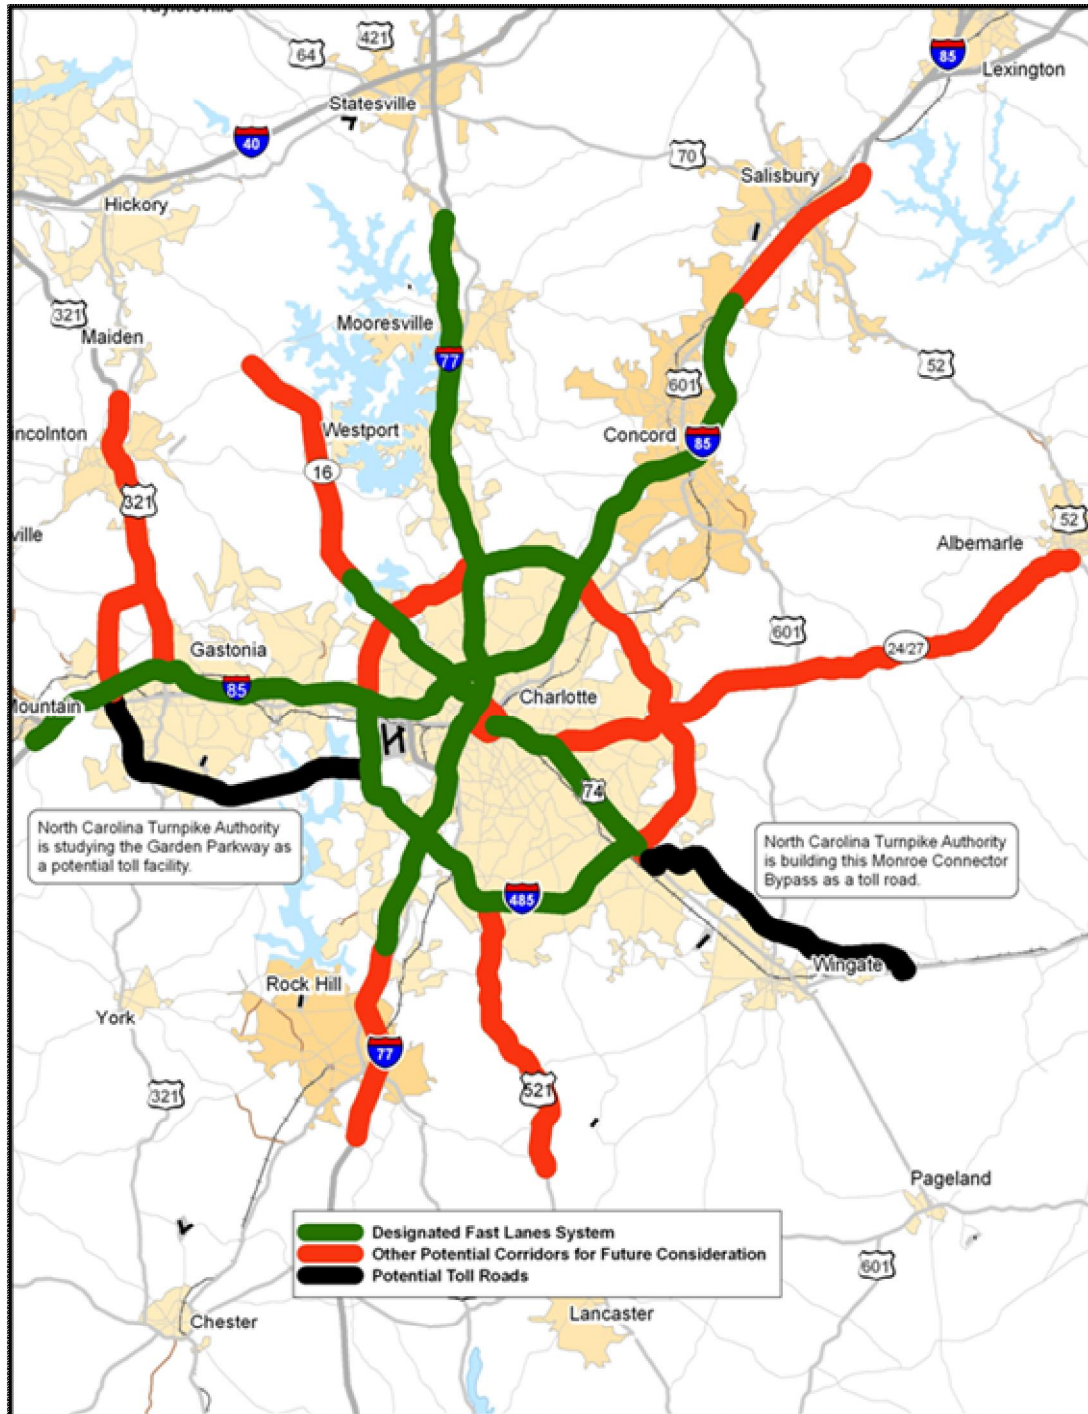 421
64
85
Lexington
Statesville
40
70
Salisbury
Hickory
321
Maiden
Mooresville
77
52
601
Westport
Concord
85
16
321
52
Albemarle
601
24/27
Gastonia
85
Mountain
Charlotte
74
North Carolina Turnpike Authority
is studying the Garden Parkway as
a potential toll facility.
North Carolina Turnpike Authority
is building this Monroe Connector
Bypass as a toll road.
485
Wingate
Rock Hill
York
77
321
521
Pageland
Designated Fast Lanes System
Other Potential Corridors for Future Consideration
Potential Toll Roads
601
Lancaster
Chester